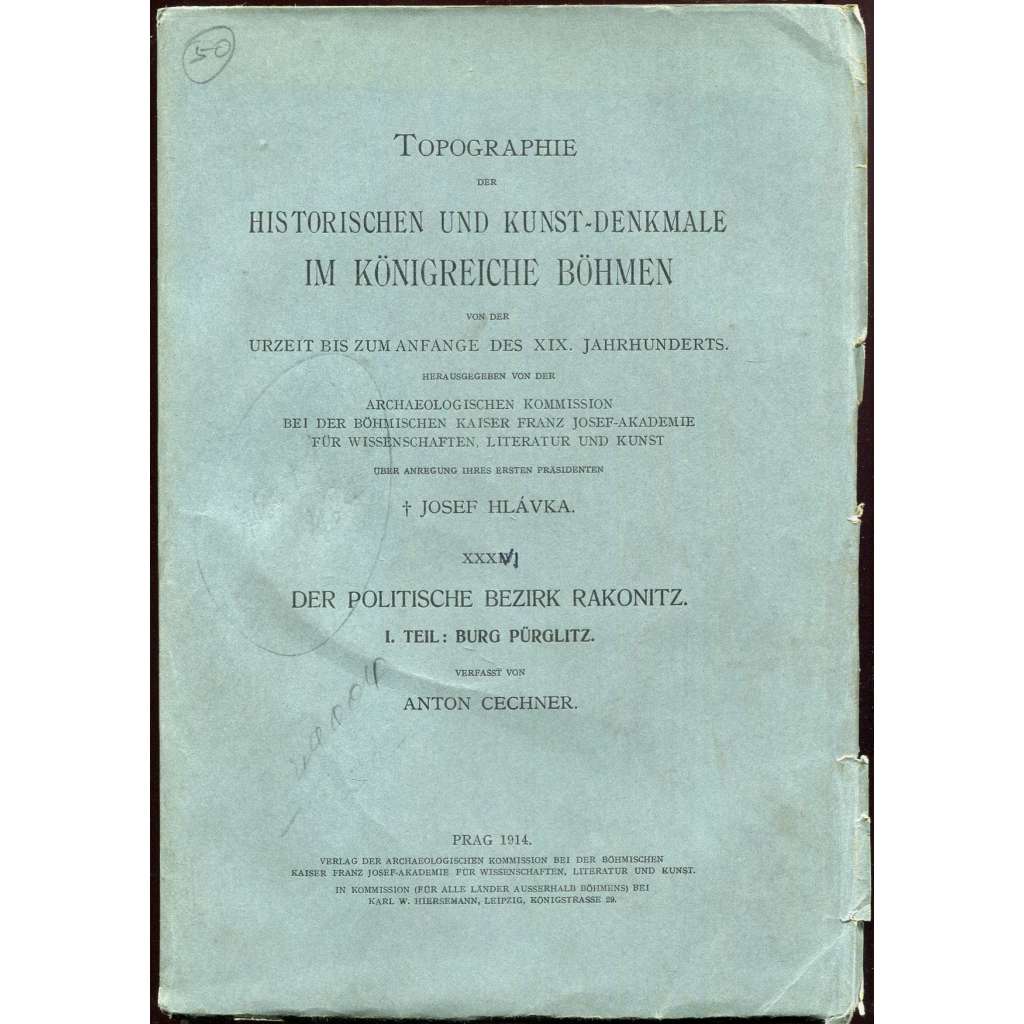 50
TOPOGRAPHIE
DER
HISTORISCHEN UND KUNST-DENKMALE
IM KÖNIGREICHE BÖHMEN
VON DER
URZEIT BIS ZUM ANFANGE DES XIX. JAHRHUNDERTS.
HERAUSGEGEBEN VON DER
ARCHAEOLOGISCHEN KOMMISSION
BEI DER BÖHMISCHEN KAISER FRANZ JOSEF-AKADEMIE
FÜR WISSENSCHAFTEN, LITERATUR UND KUNST
ÜBER ANREGUNG IHRES ERSTEN PRÄSIDENTEN
† JOSEF HLÁVKA.
DER POLITISCHE BEZIRK RAKONITZ.
I. TEIL: BURG PÜRGLITZ.
VERFASST VON
ANTON CECHNER.
PRAG 1914.
VERLAG DER ARCHAEOLOGISCHEN KOMMISSION BEI DER BÖHMISCHEN
KAISER FRANZ JOSEF-AKADEMIE FÜR WISSENSCHAFTEN, LITERATUR UND KUNST.
IN KOMMISSION (FÜR ALLE LÄNDER AUSSERHALB BÖHMENS) BEI
KARL W. HIERSEMANN, LEIPZIG, KÖNIGSTRASSE 29.